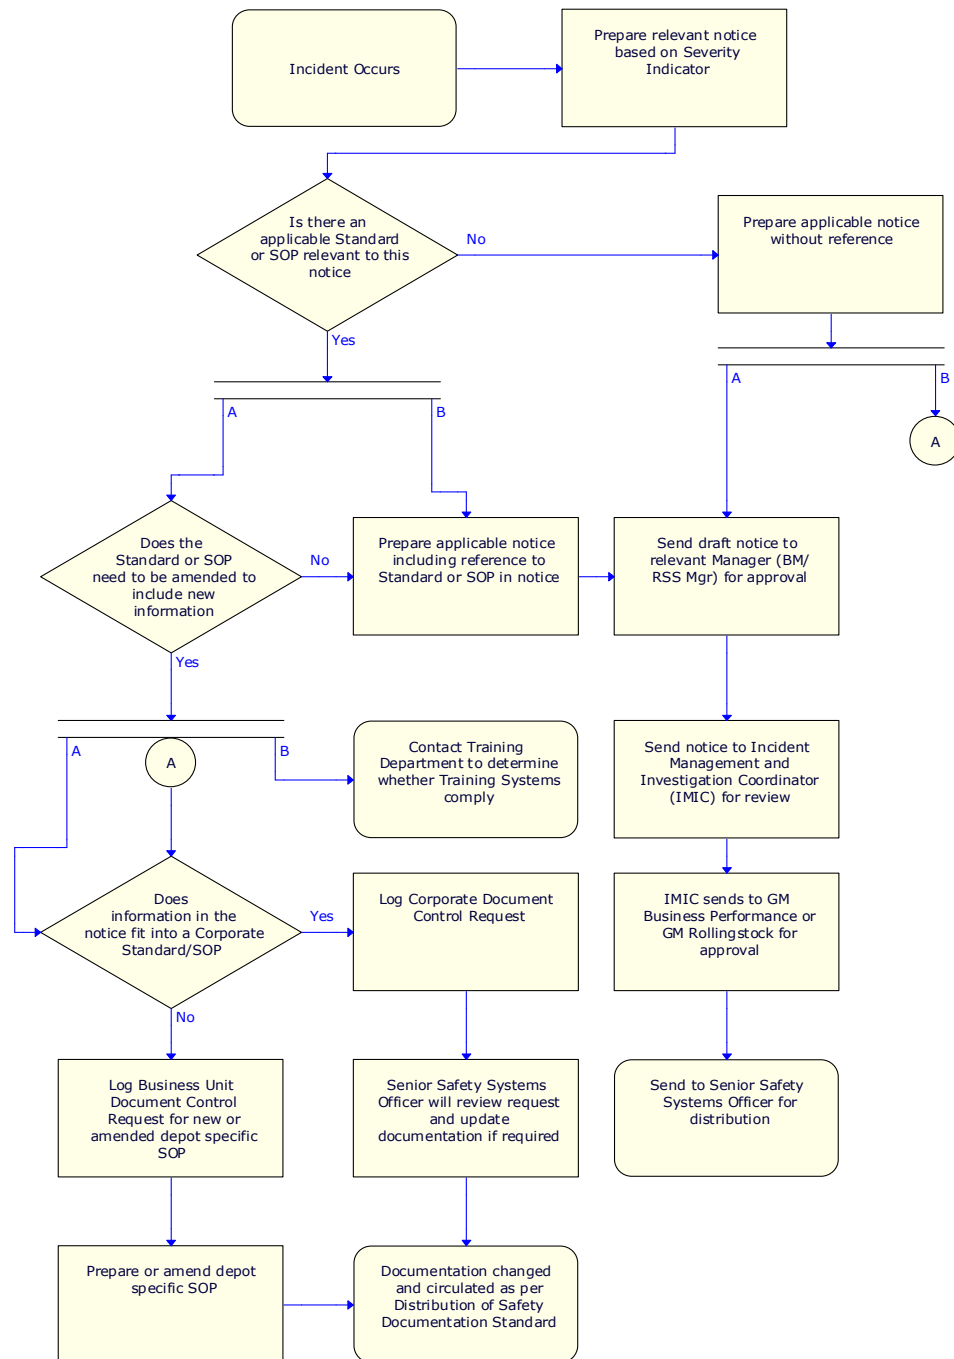 Incident Occurs
Prepare relevant notice
based on Severity
Indicator
Is there an
applicable Standard
or SOP relevant to this
notice
No
Prepare applicable notice
without reference
Yes
A
B
A
B
A
Does the
Standard or SOP
need to be amended to
include new
information
No
Prepare applicable notice
including reference to
Standard or SOP in notice
Send draft notice to
relevant Manager (BM/
RSS Mgr) for approval
Yes
A
A
B
Contact Training
Department to determine
whether Training Systems
comply
Send notice to Incident
Management and
Investigation Coordinator
(IMIC) for review
Does
information in the
notice fit into a Corporate
Standard/SOP
Yes
Log Corporate Document
Control Request
IMIC sends to GM
Business Performance or
GM Rollingstock for
approval
No
Log Business Unit
Document Control
Request for new or
amended depot specific
SOP
Senior Safety Systems
Officer will review request
and update
documentation if required
Send to Senior Safety
Systems Officer for
distribution
Prepare or amend depot
specific SOP
Documentation changed
and circulated as per
Distribution of Safety
Documentation Standard